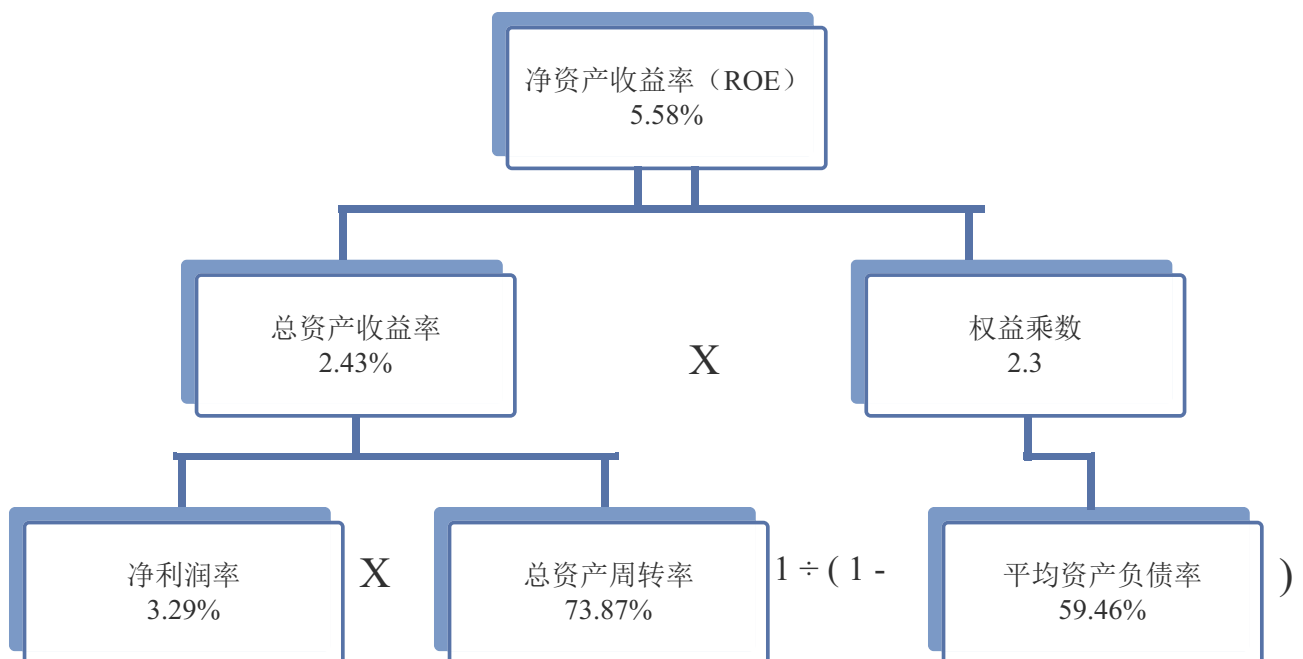 净资产收益率（ROE）
5.58%
总资产收益率
2.43%
X
权益乘数
2.3
净利润率
3.29%
X
总资产周转率
73.87%
1 ÷ ( 1 -
平均资产负债率
59.46%
)